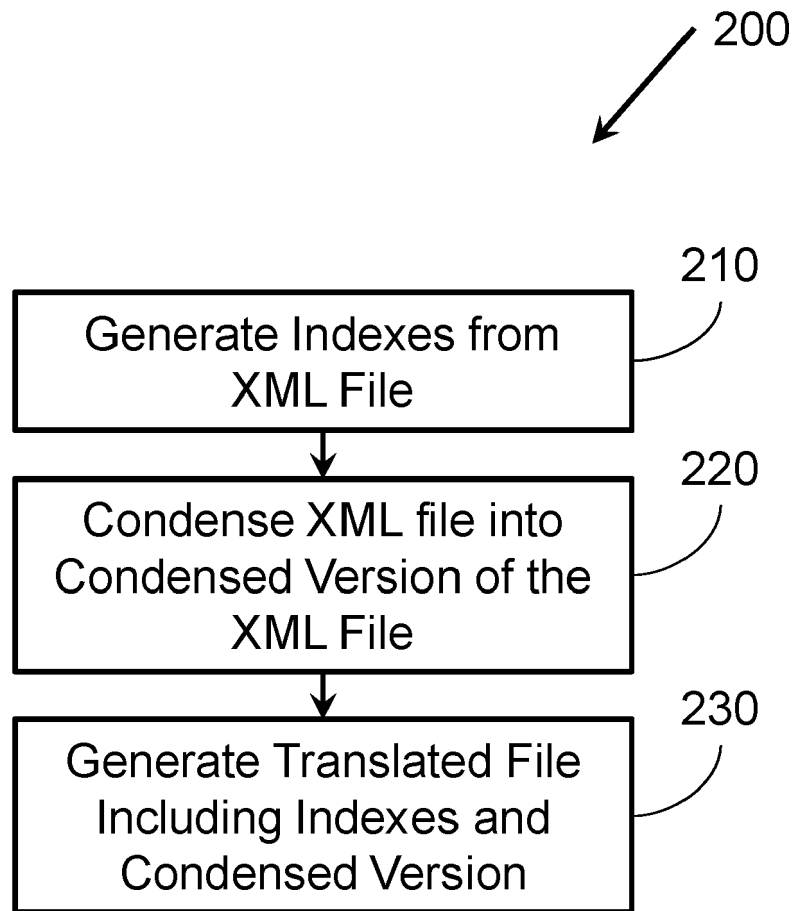 200
210
Generate Indexes from
XML File
220
Condense XML file into
Condensed Version of the
XML File
230
Generate Translated File
Including Indexes and
Condensed Version